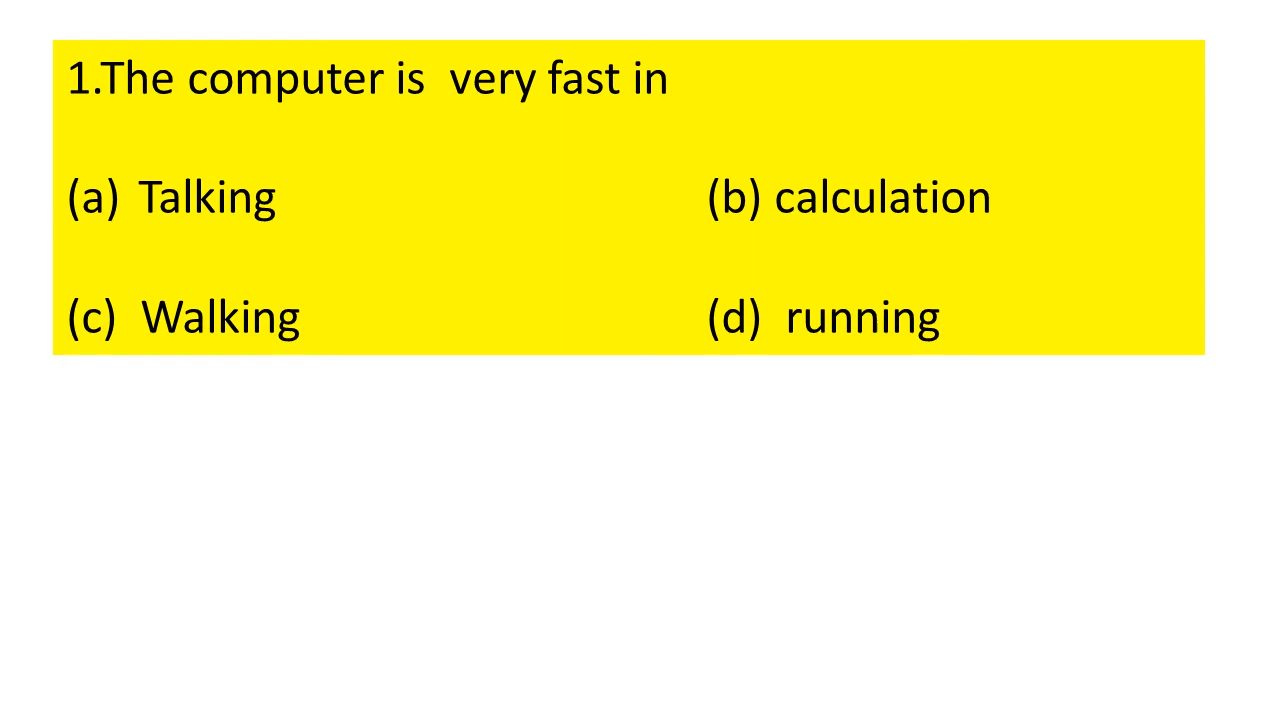 1.The computer is  very fast in
(a)  Talking (b) calculation
(c)  Walking (d)  running